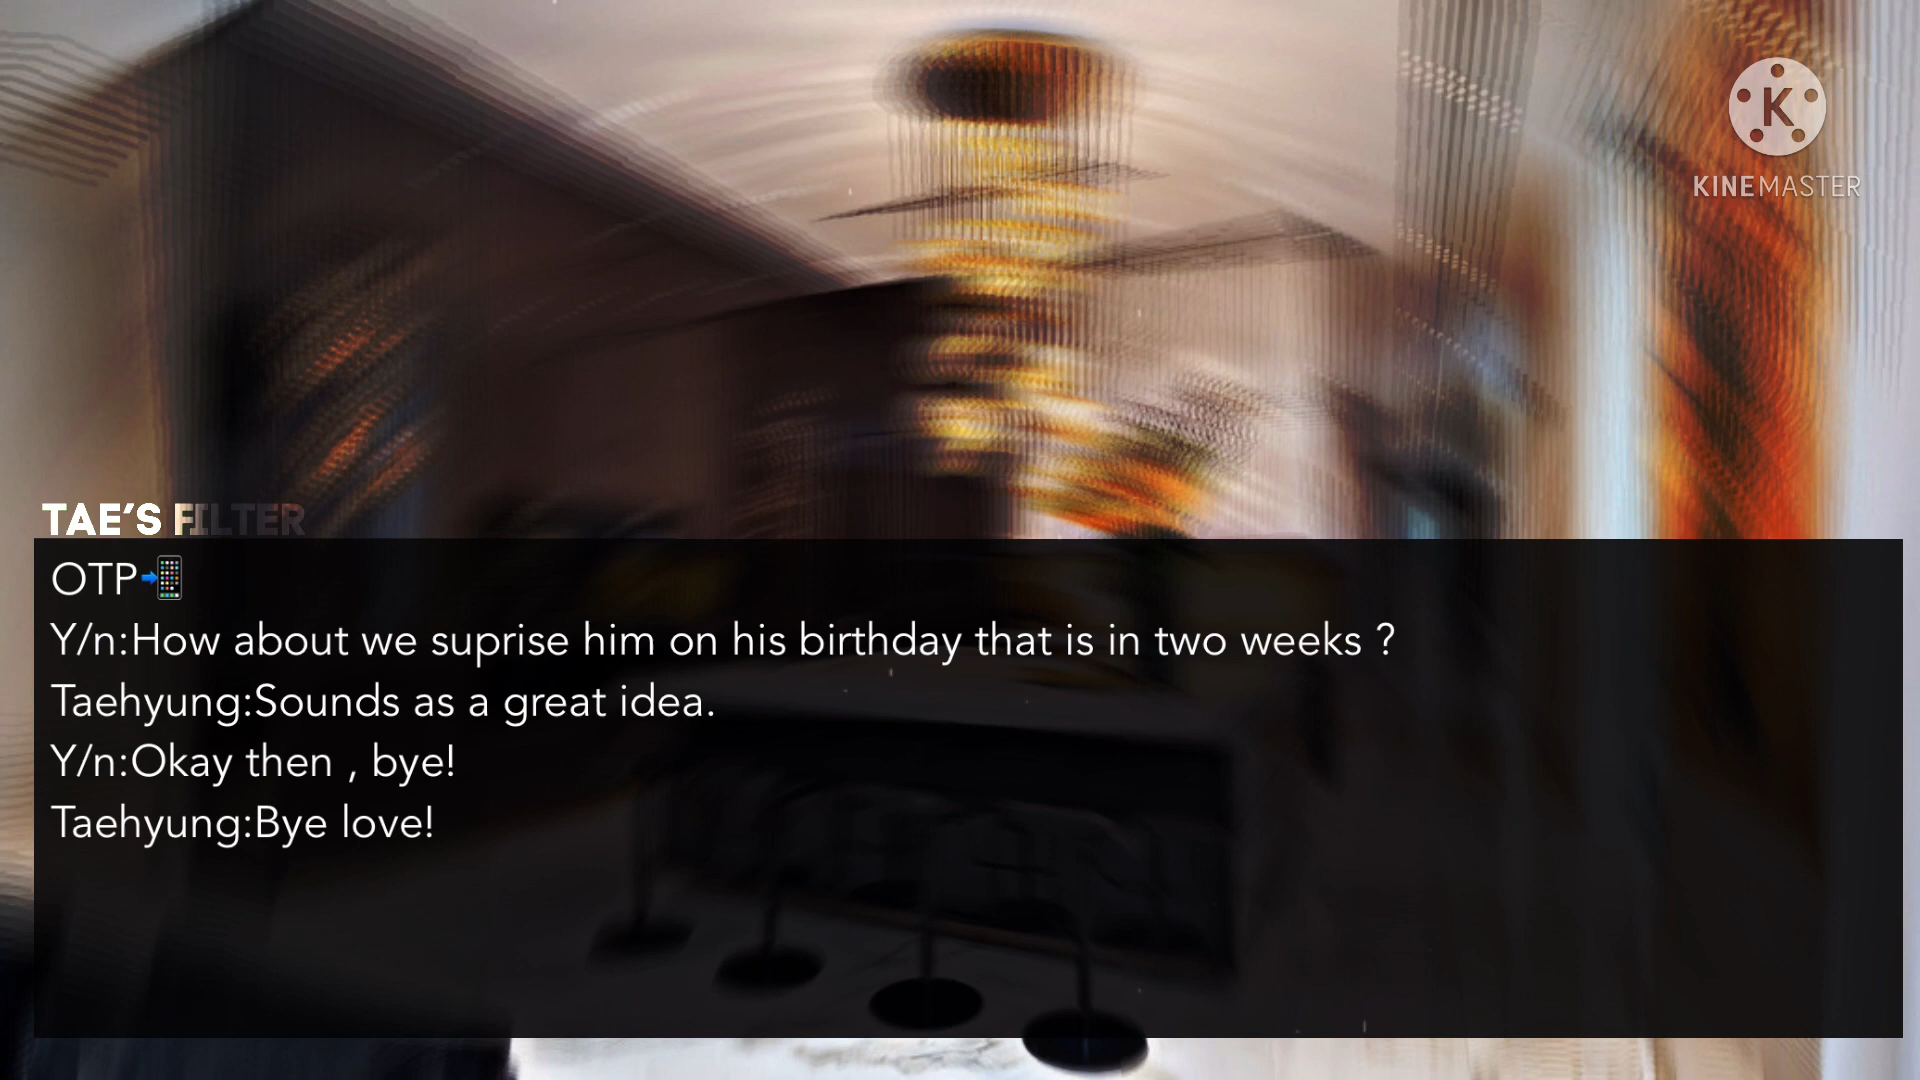 K
KINEMASTER
TAE'S FILTER
OTP📲
Y/n:How about we suprise him on his birthday that is in two weeks ?
Taehyung:Sounds as a great idea.
Y/n:Okay then , bye!
Taehyung:Bye love!